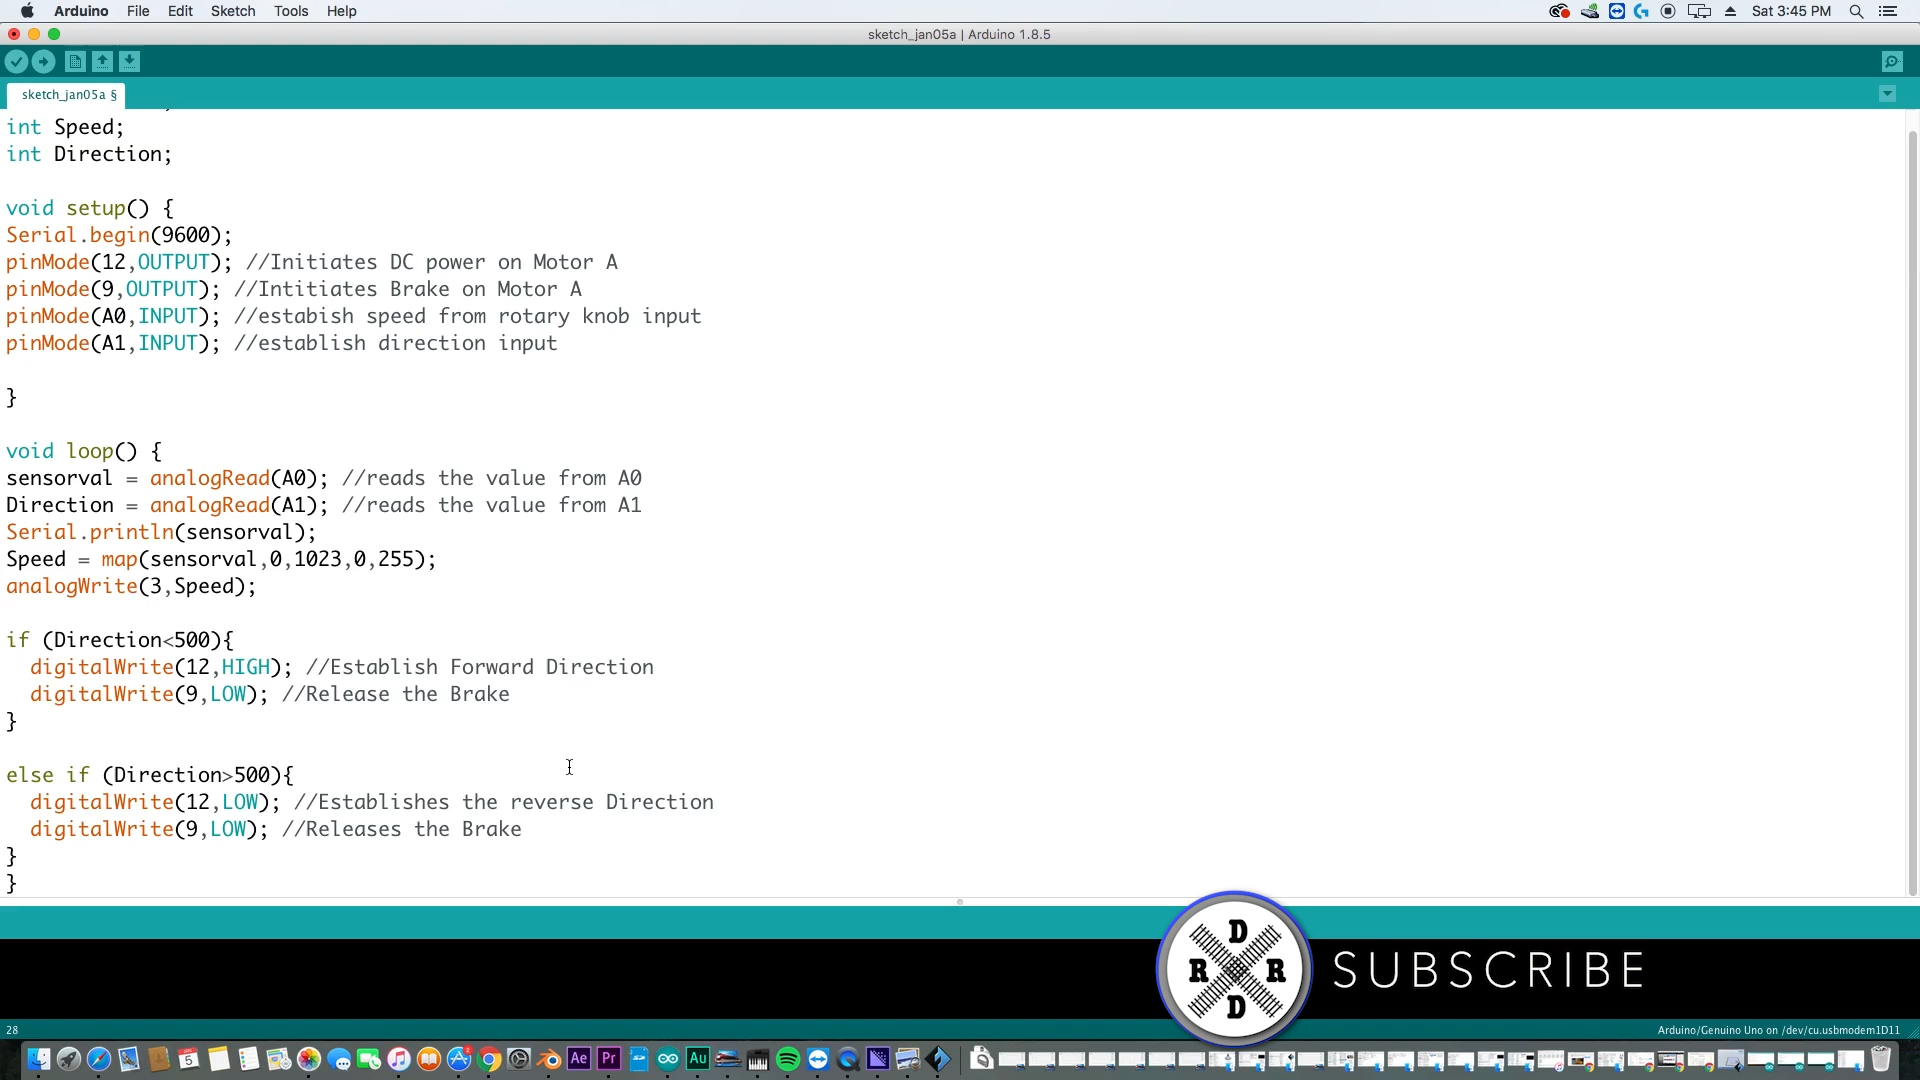 Arduino File Edit Sketch Tools Help
Sat 3:45 PM
sketch_jan05a | Arduino 1.8.5
sketch_jan05a §
int Speed;
int Direction;
void setup() {
Serial.begin(9600);
pinMode(12,OUTPUT); //Initiates DC power on Motor A
pinMode(9,OUTPUT); //Intitiates Brake on Motor A
pinMode(A0,INPUT); //estabish speed from rotary knob input
pinMode(A1,INPUT); //establish direction input
}
void loop() {
sensorval = analogRead(A0); //reads the value from A0
Direction = analogRead(A1); //reads the value from A1
Serial.println(sensorval);
Speed = map(sensorval,0,1023,0,255);
analogWrite(3,Speed);
if (Direction<500){
digitalWrite(12,HIGH); //Establish Forward Direction
digitalWrite(9,LOW); //Release the Brake
}
else if (Direction>500){
digitalWrite(12,LOW); //Establishes the reverse Direction
digitalWrite(9,LOW); //Releases the Brake
}
}
D
R R
D
SUBSCRIBE
28
Arduino/Genuino Uno on /dev/cu.usbmodem1D11
5
Ae Pr Au